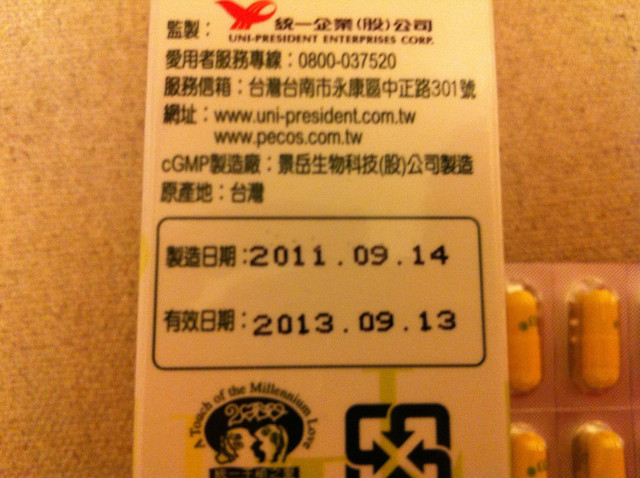 監製：統一企業(股)公司
UNI-PRESIDENT ENTERPRISES CORP.
愛用者服務專線：0800-037520
服務信箱：台灣台南市永康區中正路301號
網址：www.uni-president.com.tw
www.pecos.com.tw
cGMP製造廠：景岳生物科技(股)公司製造
原產地：台灣
製造日期：2011.09.14
有效日期：2013.09.13
A Touch of the Millennium Love
2000